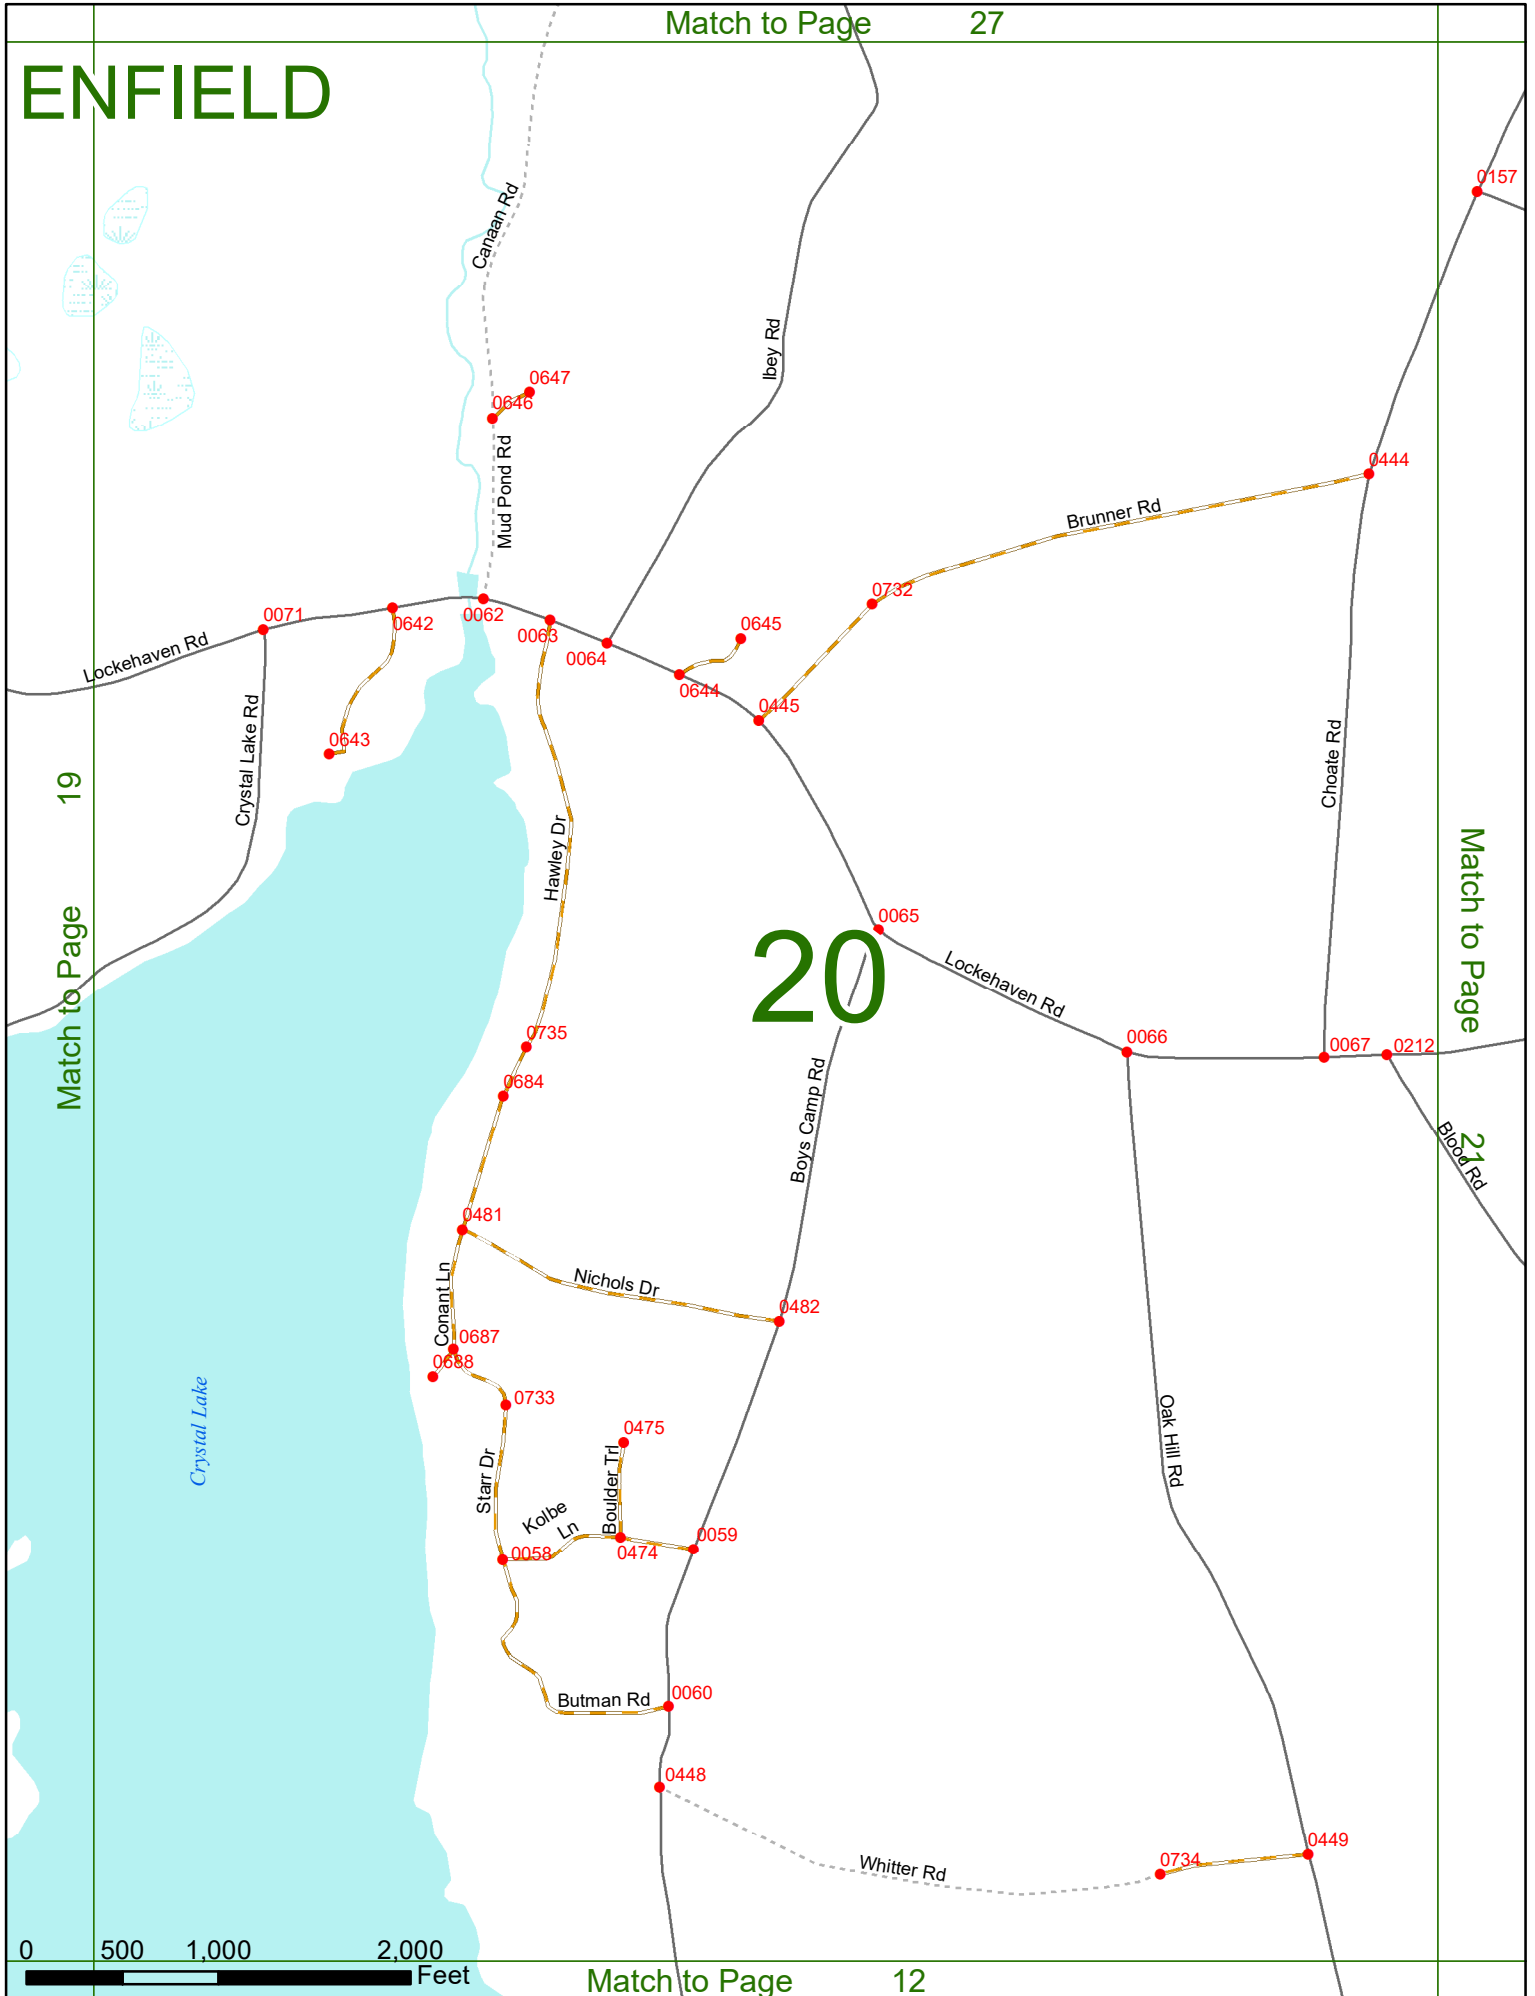 Match to Page 27
ENFIELD
0157
Canaan Rd
Ibey Rd
0647
0646
Mud Pond Rd
0444
Brunner Rd
0732
0071
0642
0062
0063
0064
0645
0644
0445
Lockehaven Rd
Crystal Lake Rd
0643
Hawley Dr
Choate Rd
Match to Page 19
Match to Page 21
0065
20
Lockehaven Rd
0066
0067
0212
0735
0684
Boys Camp Rd
Blood Rd
0481
Nichols Dr
0482
Conant Ln
0687
0688
0733
Crystal Lake
0475
Oak Hill Rd
Starr Dr
Boulder Trl
Kolbe
Ln
0058
0474
0059
Butman Rd
0060
0448
0449
Whitter Rd
0734
0 500 1,000 2,000
Feet
Match to Page 12